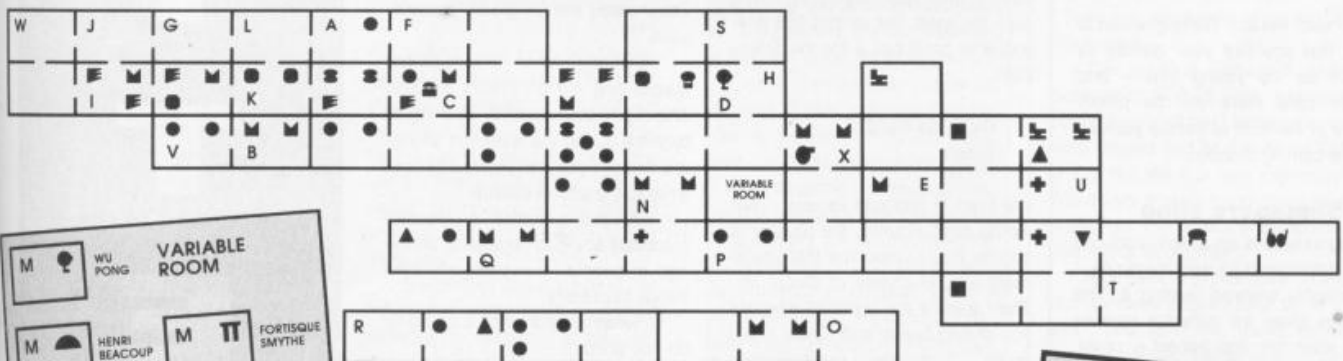 W J G L A F S
I K C D H
V B X
N VARIABLE ROOM E U
Q P
T
R O
VARIABLE ROOM
M WU PONG
M HENRI BEACOUP
M FORTISQUE SMYTHE